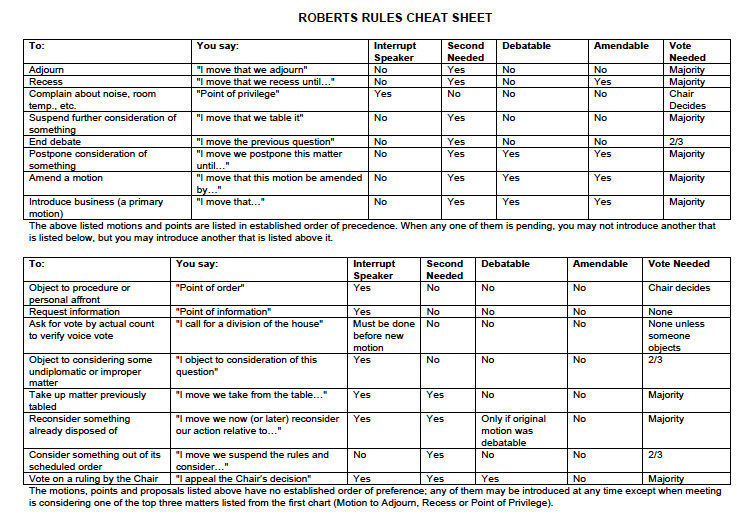 ROBERTS RULES CHEAT SHEET
To: You say: Interrupt Speaker Second Needed Debatable Amendable Vote Needed
Adjourn "I move that we adjourn" No Yes No No Majority
Recess "I move that we recess until…" No Yes No Yes Majority
Complain about noise, room temp., etc. "Point of privilege" Yes No No No Chair Decides
Suspend further consideration of something "I move that we table it" No Yes No No Majority
End debate "I move the previous question" No Yes No No 2/3
Postpone consideration of something "I move we postpone this matter until…" No Yes Yes Yes Majority
Amend a motion "I move that this motion be amended by…" No Yes Yes Yes Majority
Introduce business (a primary motion) "I move that…" No Yes Yes Yes Majority
The above listed motions and points are listed in established order of precedence. When any one of them is pending, you may not introduce another that
is listed below, but you may introduce another that is listed above it.
To: You say: Interrupt Speaker Second Needed Debatable Amendable Vote Needed
Object to procedure or personal affront "Point of order" Yes No No No Chair decides
Request information "Point of information" Yes No No No None
Ask for vote by actual count to verify voice vote "I call for a division of the house" Must be done before new motion No No No None unless someone objects
Object to considering some undiplomatic or improper matter "I object to consideration of this question" Yes No No No 2/3
Take up matter previously tabled "I move we take from the table…" Yes Yes No No Majority
Reconsider something already disposed of "I move we now (or later) reconsider our action relative to…" Yes Yes Only if original motion was debatable No Majority
Consider something out of its scheduled order "I move we suspend the rules and consider…" No Yes No No 2/3
Vote on a ruling by the Chair "I appeal the Chair's decision" Yes Yes Yes No Majority
The motions, points and proposals listed above have no established order of preference; any of them may be introduced at any time except when meeting
is considering one of the top three matters listed from the first chart (Motion to Adjourn, Recess or Point of Privilege).